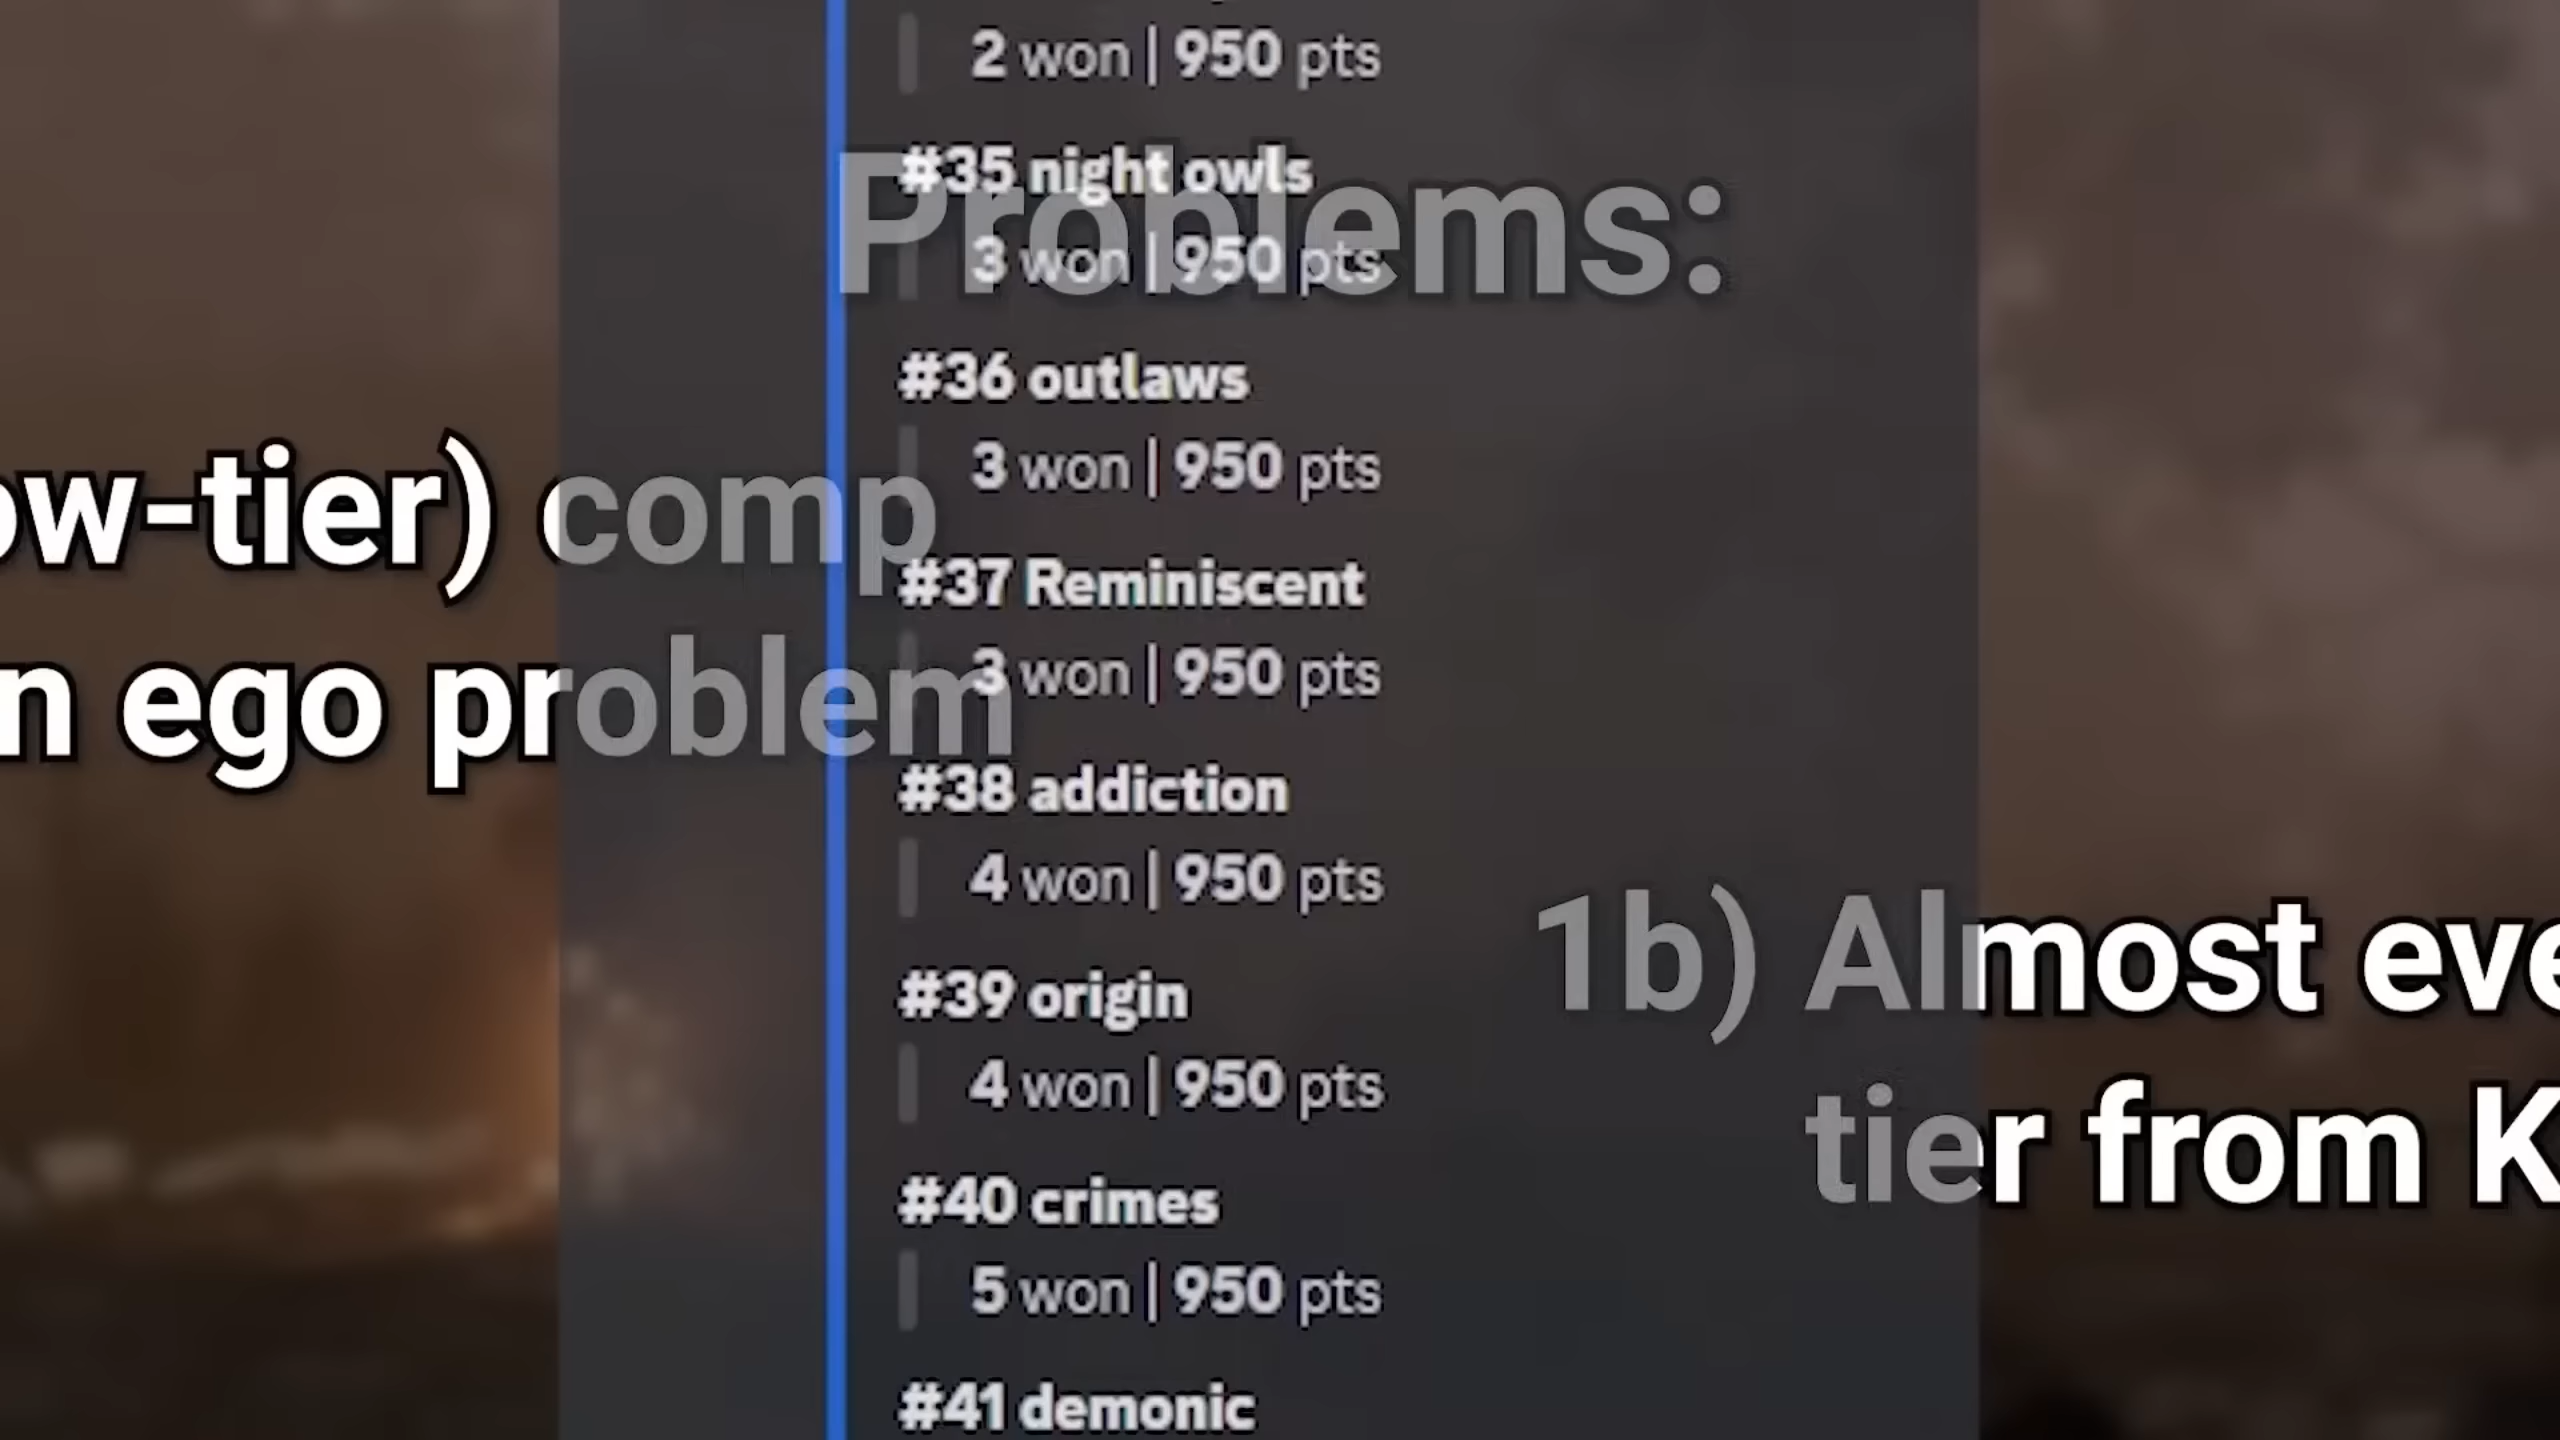 2 won | 950 pts
Problems:
#35 night owls
3 won | 950 pts
#36 outlaws
3 won | 950 pts
ow-tier) comp
n ego problem
#37 Reminiscent
3 won | 950 pts
#38 addiction
4 won | 950 pts
1b) Almost eve
tier from K
#39 origin
4 won | 950 pts
#40 crimes
5 won | 950 pts
#41 demonic